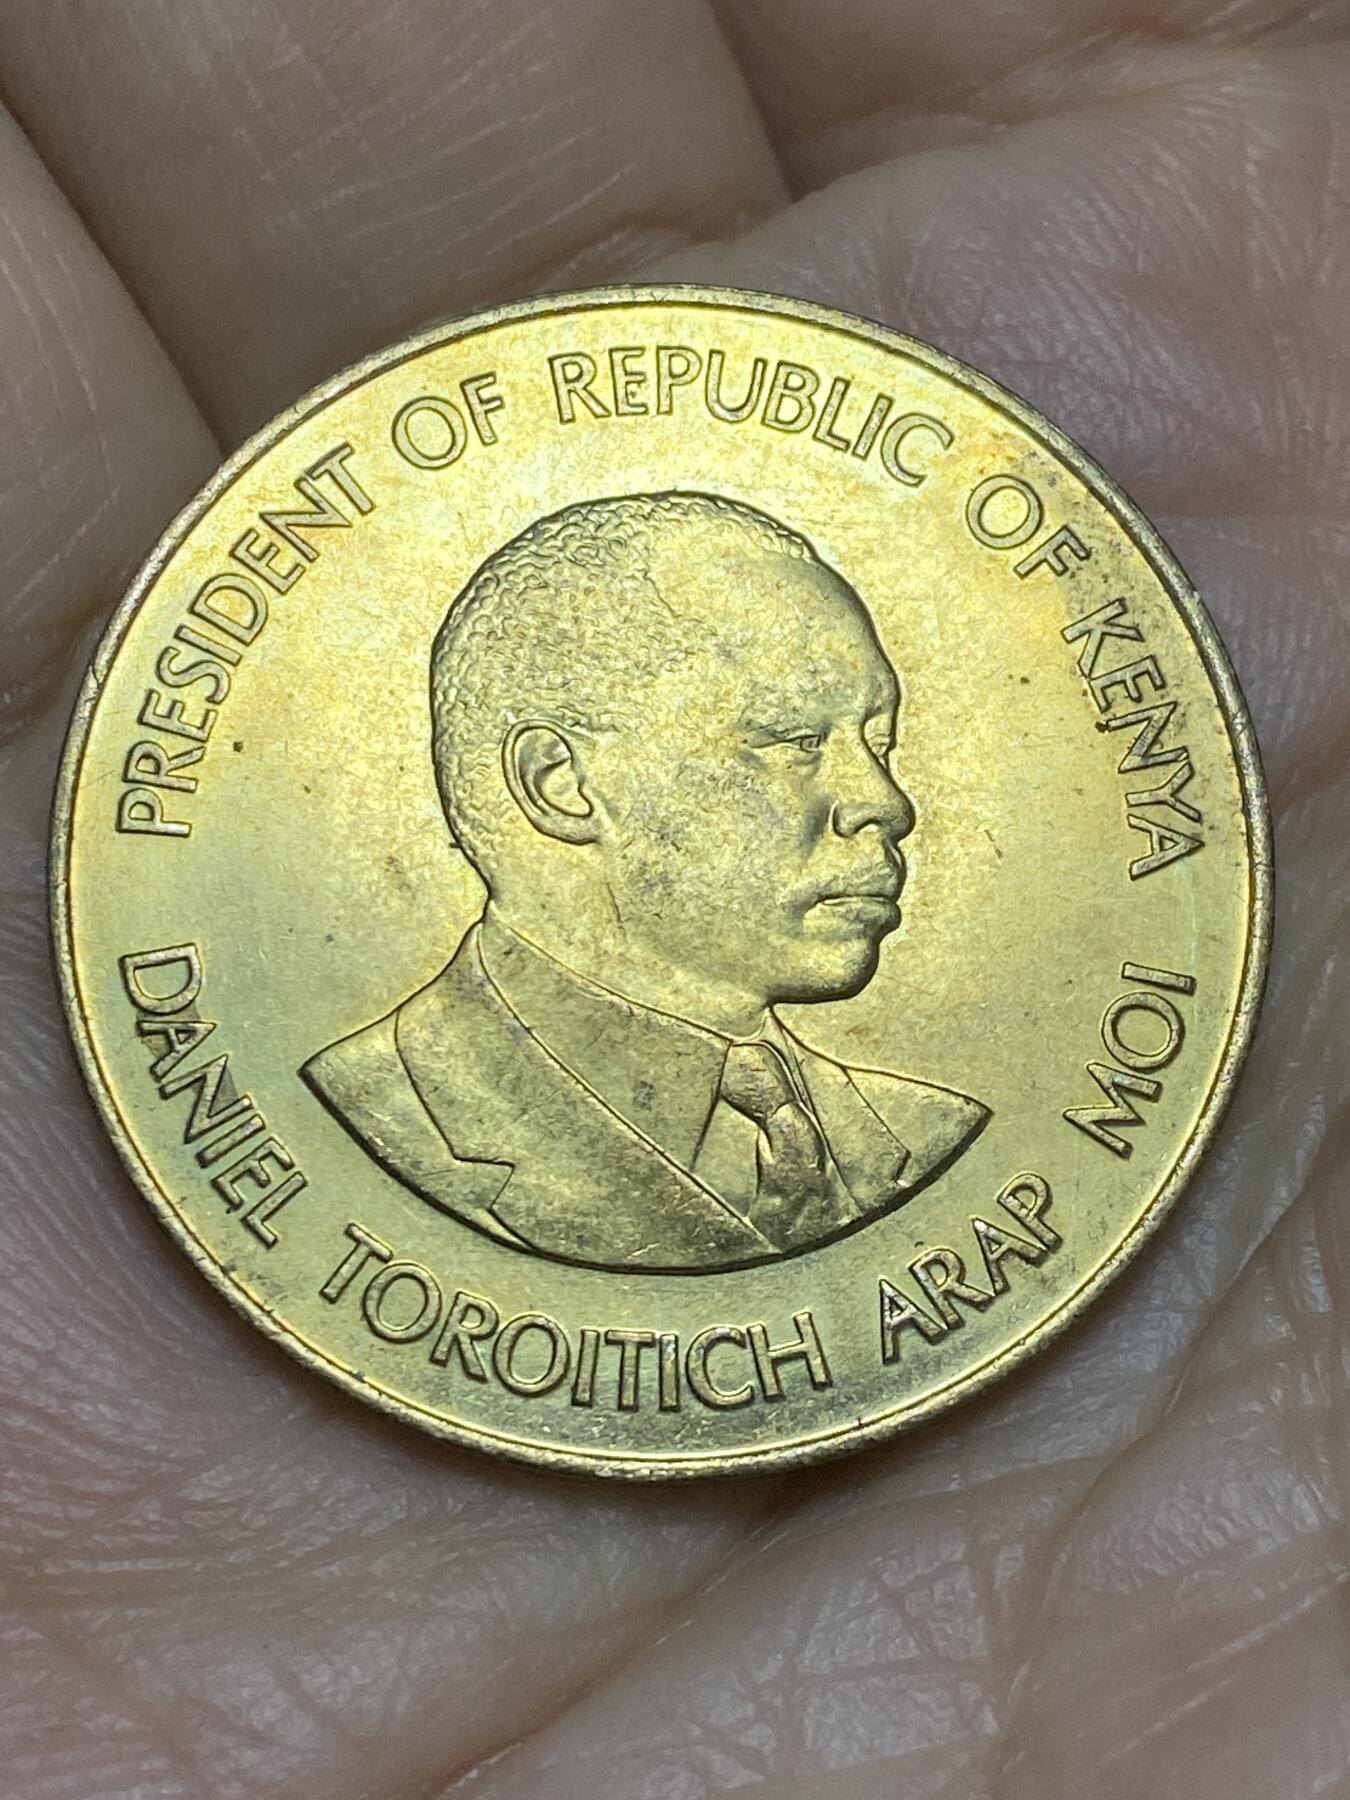 PRESIDENT OF REPUBLIC OF KENYA
DANIEL TOROITICH ARAP MOI